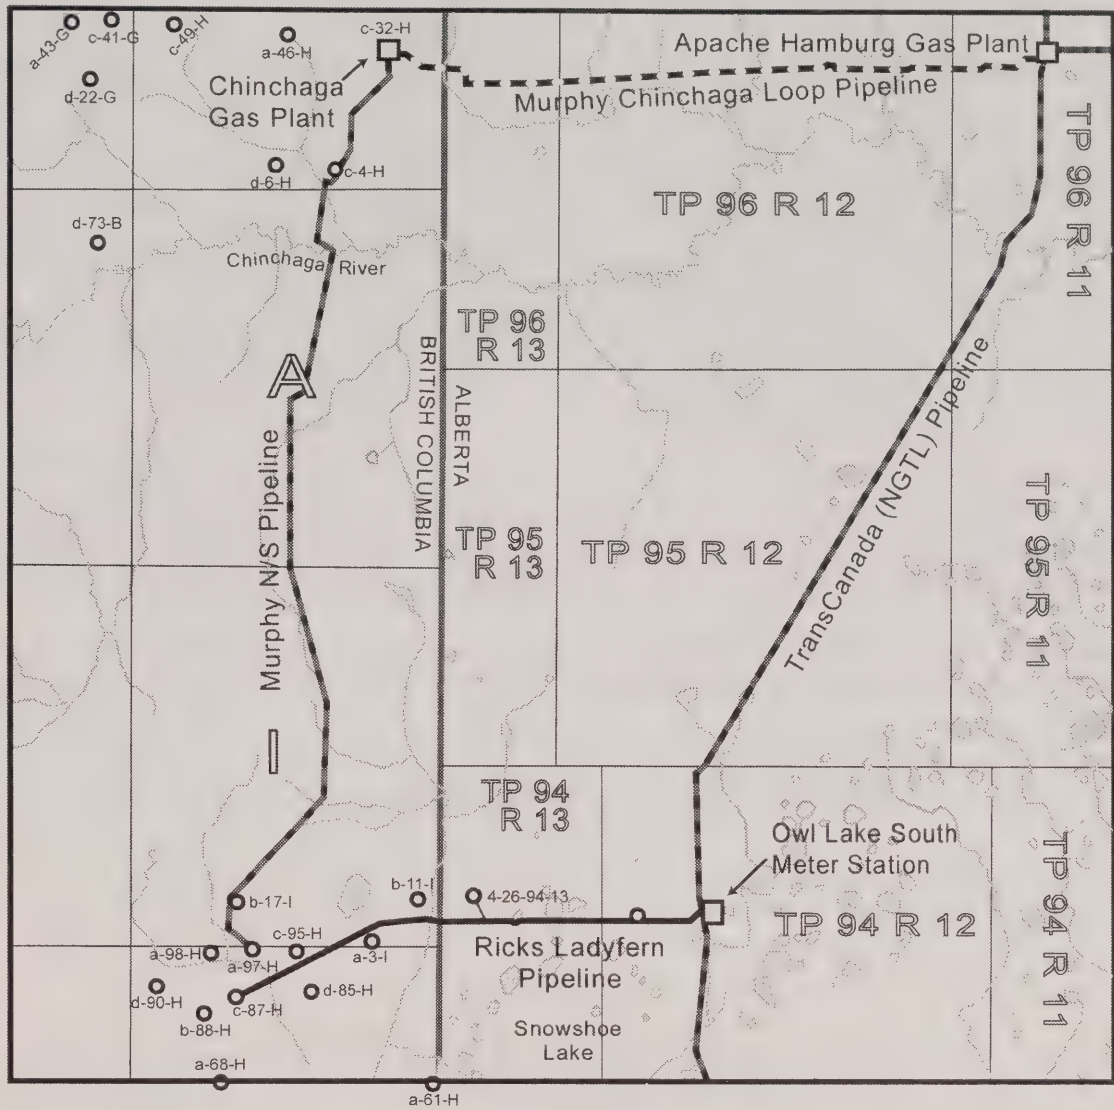 a-43-G
c-41-G
c-49-H
a-46-H
c-32-H
Apache Hamburg Gas Plant
d-22-G
Chinchaga
Gas Plant
Murphy Chinchaga Loop Pipeline
d-6-H
c-4-H
TP 96 R 12
TP 96 R 11
d-73-B
Chinchaga River
TP 96
R 13
A
BRITISH COLUMBIA
ALBERTA
TransCanada (NGTL) Pipeline
Murphy N/S Pipeline
TP 95
R 13
TP 95 R 12
TP 95 R 11
TP 94
R 13
Owl Lake South
Meter Station
b-11-I
4-26-94-13
b-17-I
TP 94 R 12
TP 94 R 11
c-95-H
a-98-H
a-97-H
a-3-I
Ricks Ladyfern
Pipeline
d-90-H
c-87-H
d-85-H
b-88-H
Snowshoe
Lake
a-68-H
a-61-H